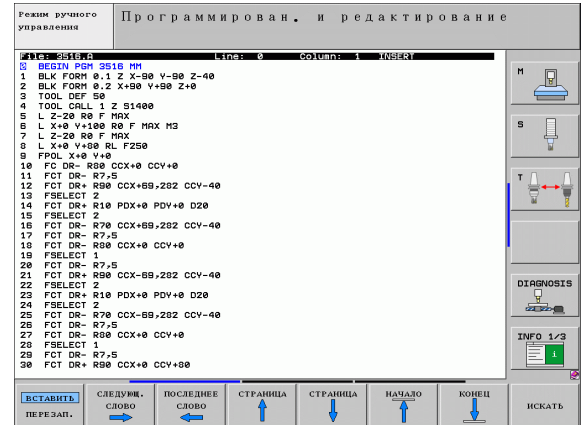 Режим ручного
управления
Программирован. и редактирование
File: 3516.A Line: 0 Column: 1 INSERT
0 BEGIN PGM 3516 MM
1 BLK FORM 0.1 Z X-90 Y-90 Z-40
2 BLK FORM 0.2 X+90 Y+90 Z+0
3 TOOL DEF 50
4 TOOL CALL 1 Z S1400
5 L Z-20 R0 F MAX
6 L X+0 Y+100 R0 F MAX M3
7 L Z-20 R0 F MAX
8 L X+0 Y+80 RL F250
9 FPOL X+0 Y+0
10 FC DR- R80 CCX+0 CCY+0
11 FCT DR- R7,5
12 FCT DR+ R90 CCX+69,282 CCY-40
13 FSELECT 2
14 FCT DR+ R10 PDX+0 PDY+0 D20
15 FSELECT 2
16 FCT DR- R70 CCX+69,282 CCY-40
17 FCT DR- R7,5
18 FCT DR- R80 CCX+0 CCY+0
19 FSELECT 1
20 FCT DR- R7,5
21 FCT DR+ R90 CCX-69,282 CCY-40
22 FSELECT 2
23 FCT DR+ R10 PDX+0 PDY+0 D20
24 FSELECT 2
25 FCT DR- R70 CCX-69,282 CCY-40
26 FCT DR- R7,5
27 FCT DR- R80 CCX+0 CCY+0
28 FSELECT 1
29 FCT DR- R7,5
30 FCT DR+ R90 CCX+0 CCY+80
M
S
T
DIAGNOSIS
INFO 1/3
ВСТАВИТЬ
ПЕРЕЗАП.
СЛЕДУЮЩ.
СЛОВО
ПОСЛЕДНЕЕ
СЛОВО
СТРАНИЦА
СТРАНИЦА
НАЧАЛО
КОНЕЦ
ИСКАТЬ